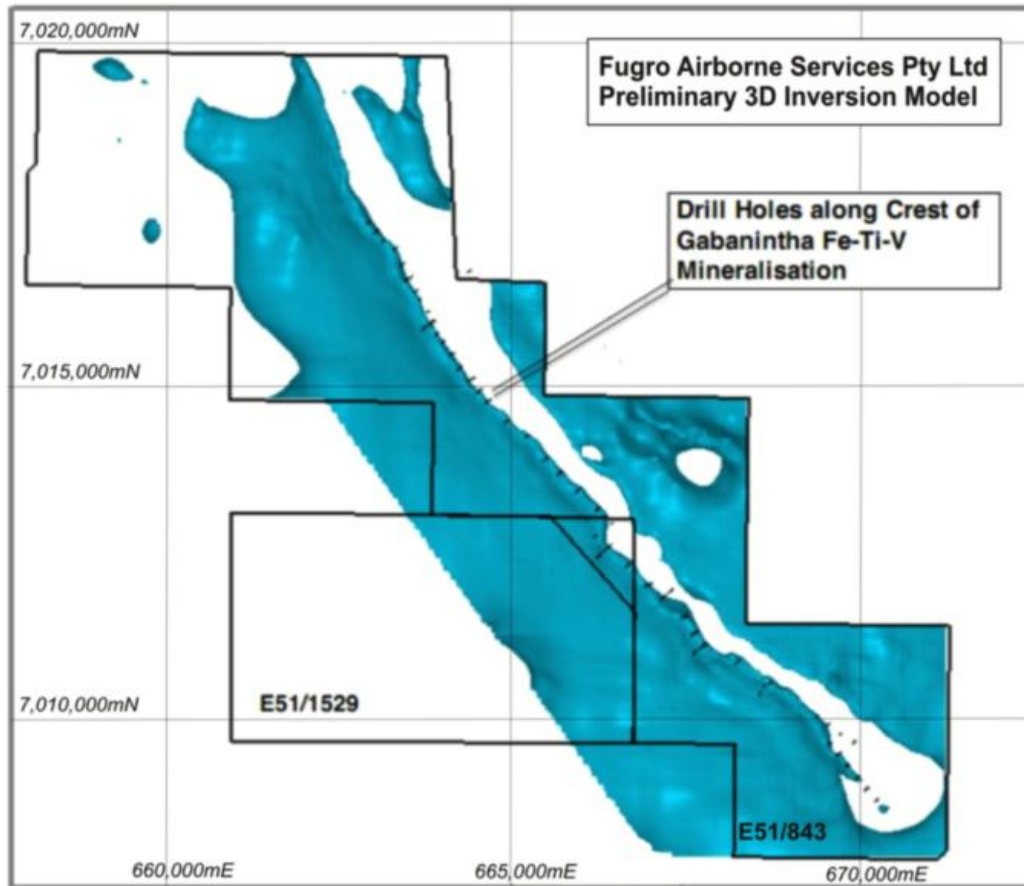 7,020,000mN
Fugro Airborne Services Pty Ltd
Preliminary 3D Inversion Model
Drill Holes along Crest of
Gabanintha Fe-Ti-V
Mineralisation
7,015,000mN
E51/1529
7,010,000mN
E51/843
660,000mE
665,000mE
670,000mE